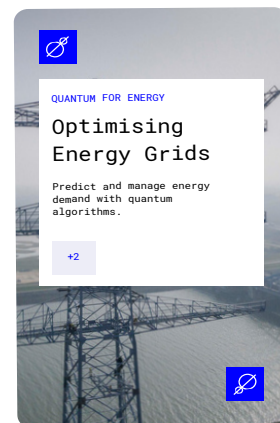 QUANTUM FOR ENERGY
Optimising
Energy Grids
Predict and manage energy
demand with quantum
algorithms.
+2